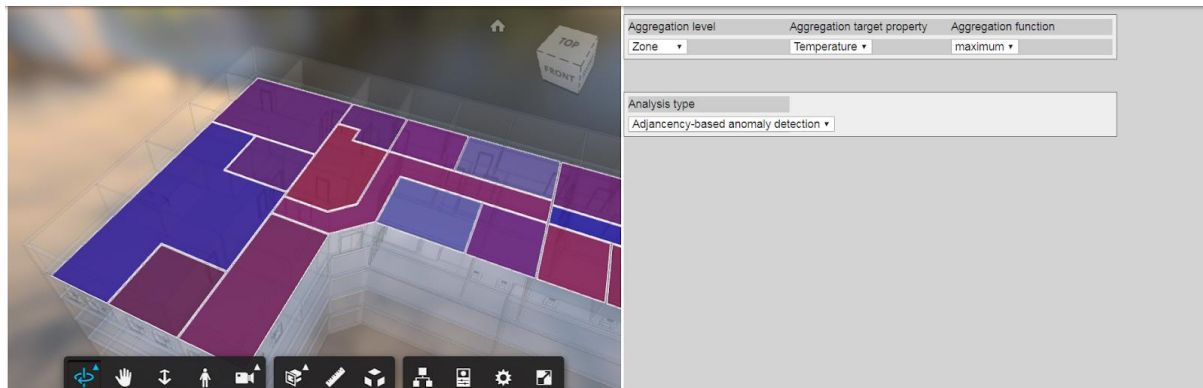 TOP
FRONT
Aggregation level Aggregation target property Aggregation function
Zone Temperature maximum
Analysis type
Adjancency-based anomaly detection